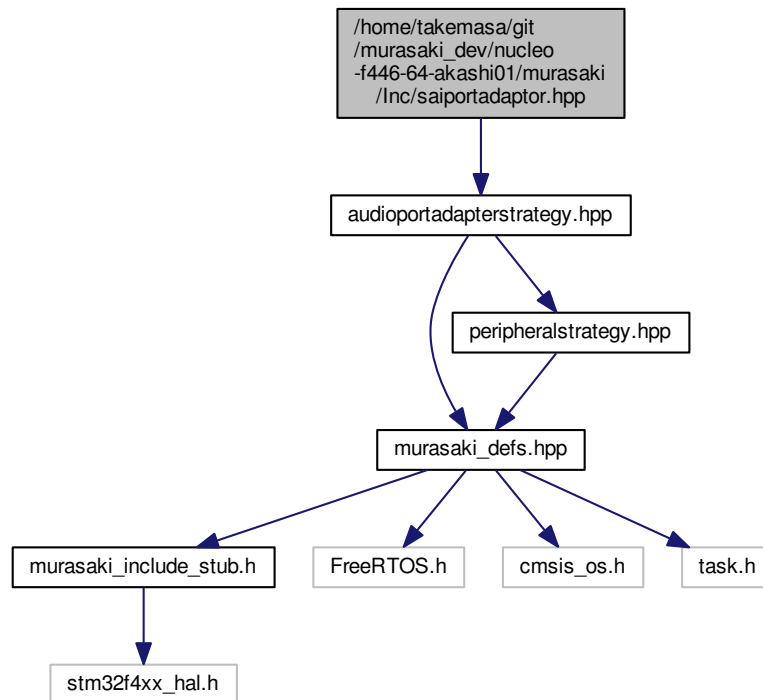 /home/takemasa/git
/murasaki_dev/nucleo
-f446-64-akashi01/murasaki
/Inc/saiportadaptor.hpp
audioportadapterstrategy.hpp
peripheralstrategy.hpp
murasaki_defs.hpp
murasaki_include_stub.h
FreeRTOS.h
cmsis_os.h
task.h
stm32f4xx_hal.h